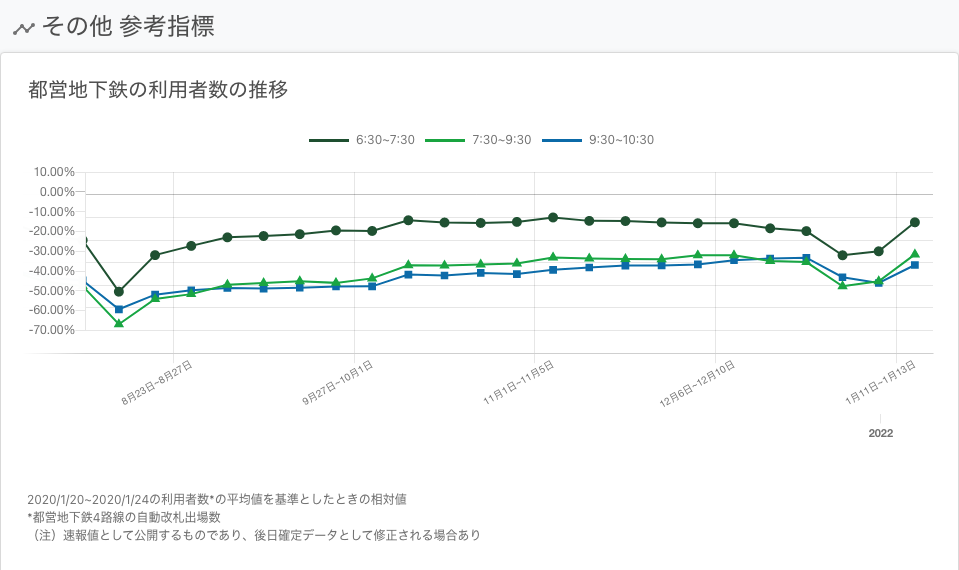 その他 参考指標
都営地下鉄の利用者数の推移
6:30~7:30 7:30~9:30 9:30~10:30
10.00%
0.00%
-10.00%
-20.00%
-30.00%
-40.00%
-50.00%
-60.00%
-70.00%
8月23日~8月27日 9月27日~10月1日 11月1日~11月5日 12月6日~12月10日 1月11日~1月13日
2022
2020/1/20~2020/1/24の利用者数*の平均値を基準としたときの相対値
*都営地下鉄4路線の自動改札出場数
（注）速報値として公開するものであり、後日確定データとして修正される場合あり